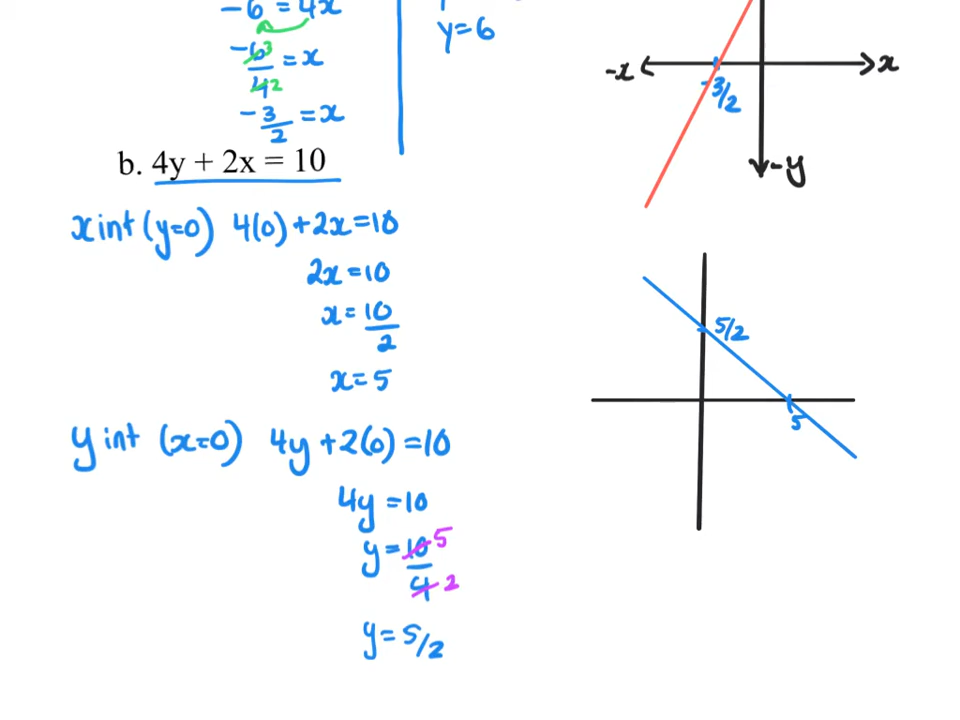 -6 = 4x
-6 3
4 2 = x
-3/2 = x
y=6
-x x
-3/2
-y
b. 4y + 2x = 10
x int (y=0) 4(0) +2x=10
2x=10
x= 10/2
x= 5
5/2
5
y int (x=0) 4y +2(0) =10
4y =10
y = 10 5
4 2
y= 5/2